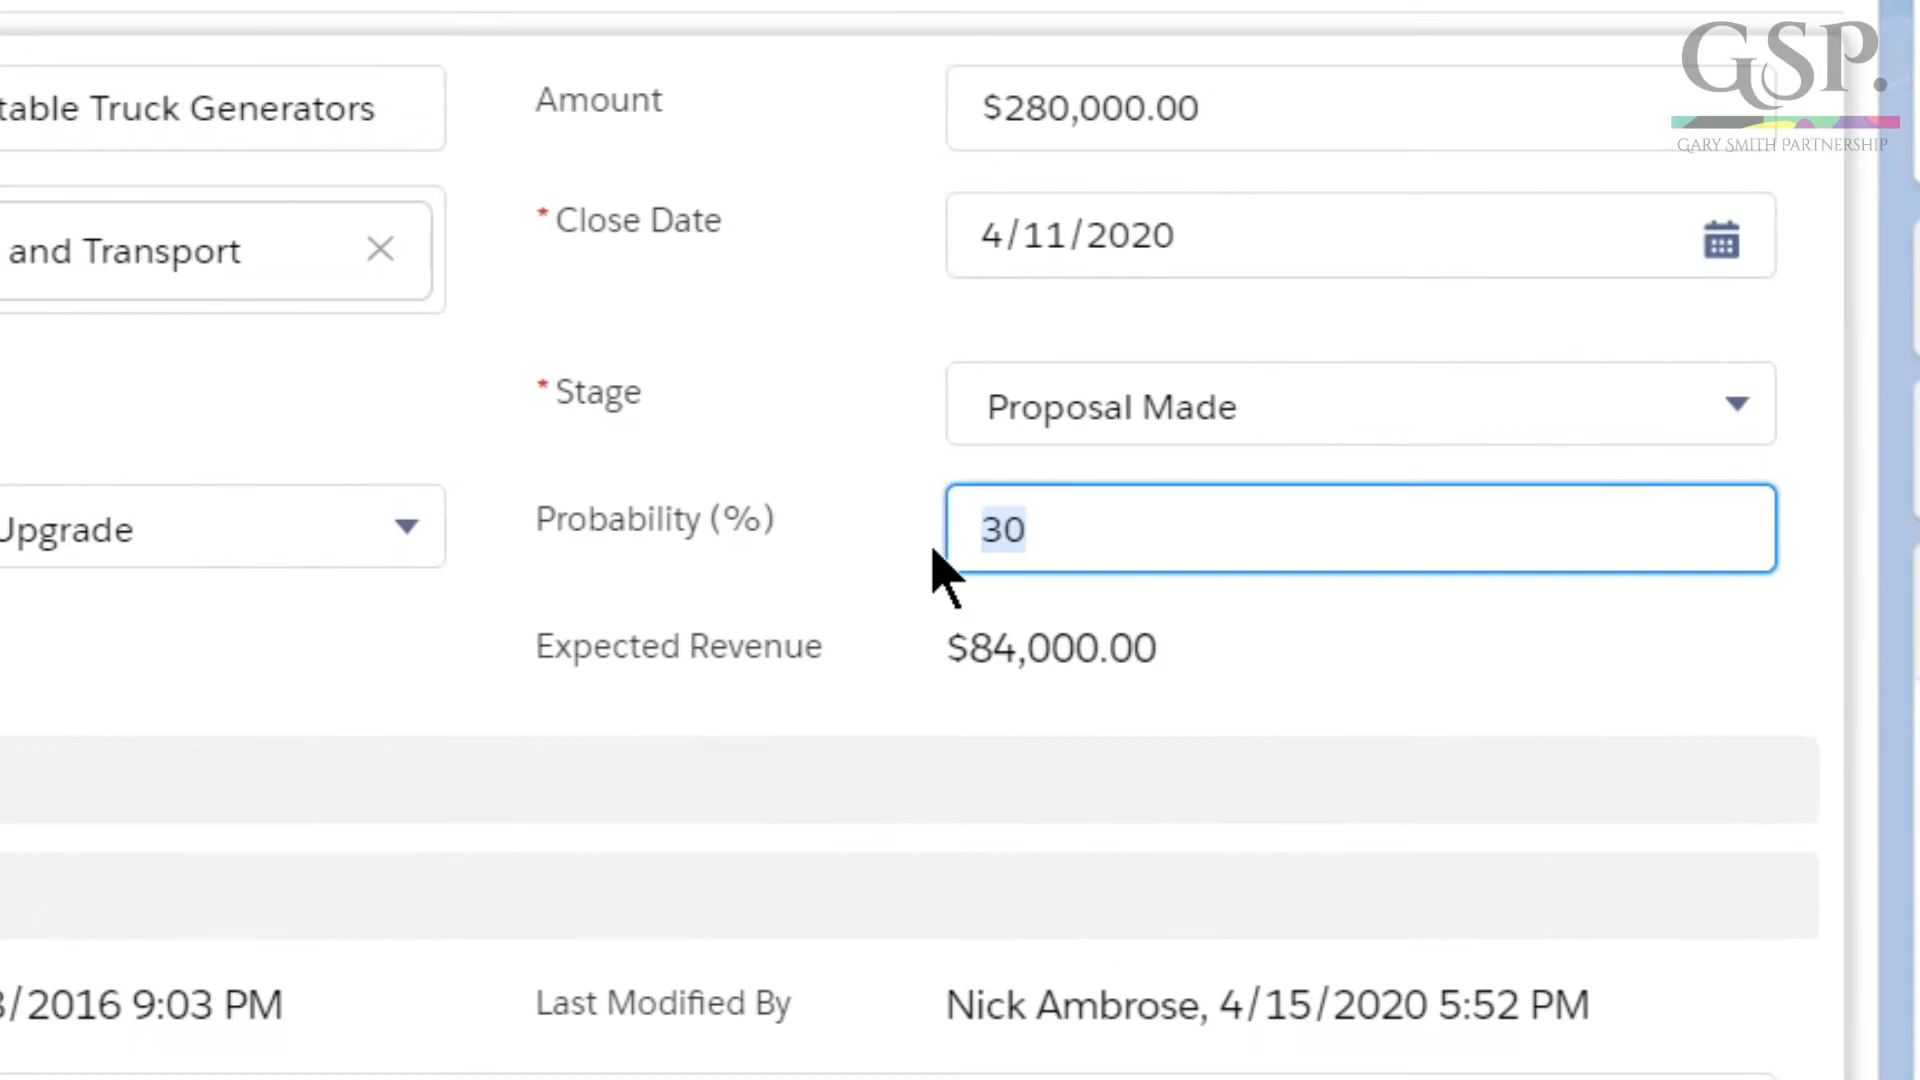 GSP.
GARY SMITH PARTNERSHIP
table Truck Generators
Amount
$280,000.00
and Transport
* Close Date
4/11/2020
* Stage
Proposal Made
Upgrade
Probability (%)
30
Expected Revenue
$84,000.00
/2016 9:03 PM
Last Modified By
Nick Ambrose, 4/15/2020 5:52 PM